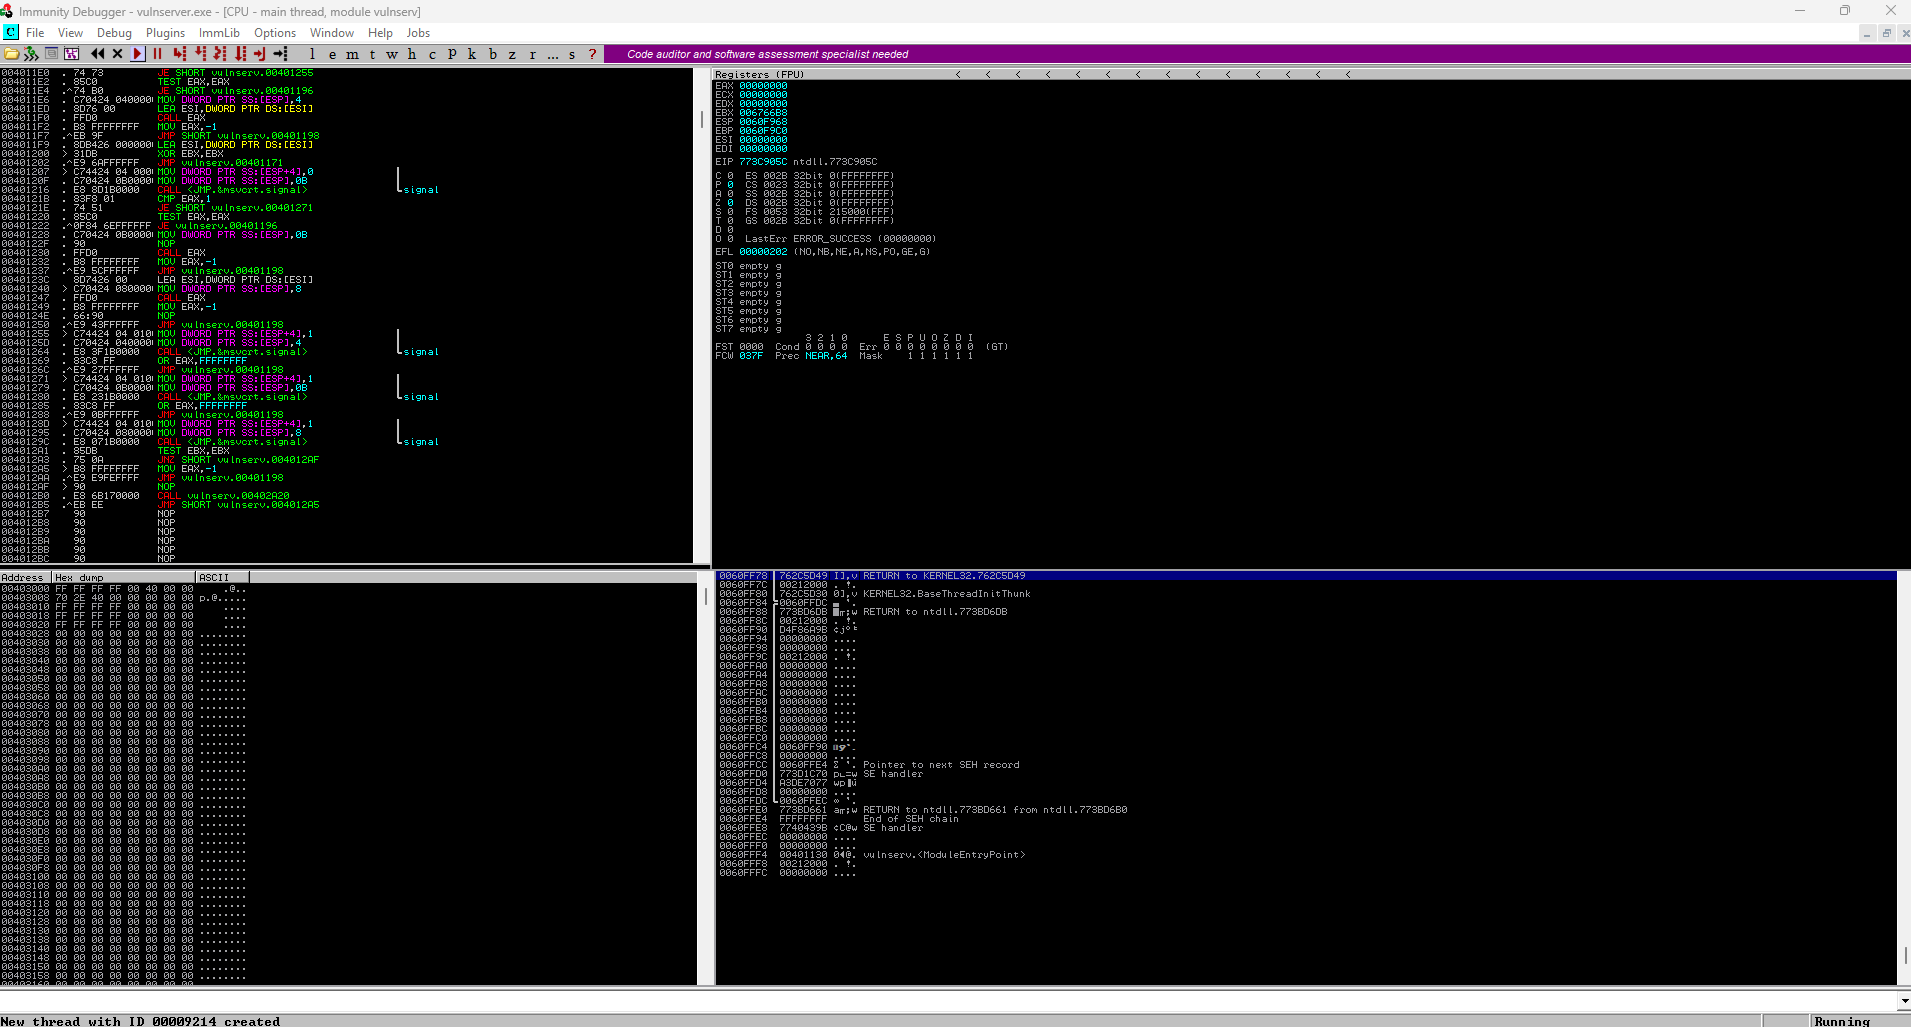 Immunity Debugger - vulnserver.exe - [CPU - main thread, module vulnserv]
C File View Debug Plugins ImmLib Options Window Help Jobs
l e m t w h c P k b z r ... s ? Code auditor and software assessment specialist needed
004011E0 . 74 73 JE SHORT vulnserv.00401255
004011E2 . 85C0 TEST EAX,EAX
004011E4 .^74 B0 JE SHORT vulnserv.00401196
004011E6 . C70424 040000 MOV DWORD PTR SS:[ESP],4
004011ED . 8D76 00 LEA ESI,DWORD PTR DS:[ESI]
004011F0 . FFD0 CALL EAX
004011F2 . B8 FFFFFFFF MOV EAX,-1
004011F7 .^EB 9F JMP SHORT vulnserv.00401198
004011F9 . 8DB426 000000 LEA ESI,DWORD PTR DS:[ESI]
00401200 > 31DB XOR EBX,EBX
00401202 .^E9 6AFFFFFF JMP vulnserv.00401171
00401207 > C74424 04 000 MOV DWORD PTR SS:[ESP+4],0
0040120F . C70424 0B0000 MOV DWORD PTR SS:[ESP],0B
00401216 . E8 8D1B0000 CALL <JMP.&msvcrt.signal> signal
0040121B . 83F8 01 CMP EAX,1
0040121E . 74 51 JE SHORT vulnserv.00401271
00401220 . 85C0 TEST EAX,EAX
00401222 .^0F84 6EFFFFFF JE vulnserv.00401196
00401228 . C70424 0B0000 MOV DWORD PTR SS:[ESP],0B
0040122F . 90 NOP
00401230 . FFD0 CALL EAX
00401232 . B8 FFFFFFFF MOV EAX,-1
00401237 .^E9 5CFFFFFF JMP vulnserv.00401198
0040123C 8D7426 00 LEA ESI,DWORD PTR DS:[ESI]
00401240 > C70424 080000 MOV DWORD PTR SS:[ESP],8
00401247 . FFD0 CALL EAX
00401249 . B8 FFFFFFFF MOV EAX,-1
0040124E . 66:90 NOP
00401250 .^E9 43FFFFFF JMP vulnserv.00401198
00401255 > C74424 04 010 MOV DWORD PTR SS:[ESP+4],1
0040125D . C70424 040000 MOV DWORD PTR SS:[ESP],4
00401264 . E8 3F1B0000 CALL <JMP.&msvcrt.signal> signal
00401269 . 83C8 FF OR EAX,FFFFFFFF
0040126C .^E9 27FFFFFF JMP vulnserv.00401198
00401271 > C74424 04 010 MOV DWORD PTR SS:[ESP+4],1
00401279 . C70424 0B0000 MOV DWORD PTR SS:[ESP],0B
00401280 . E8 231B0000 CALL <JMP.&msvcrt.signal> signal
00401285 . 83C8 FF OR EAX,FFFFFFFF
00401288 .^E9 0BFFFFFF JMP vulnserv.00401198
0040128D > C74424 04 010 MOV DWORD PTR SS:[ESP+4],1
00401295 . C70424 080000 MOV DWORD PTR SS:[ESP],8
0040129C . E8 071B0000 CALL <JMP.&msvcrt.signal> signal
004012A1 . 85DB TEST EBX,EBX
004012A3 . 75 0A JNZ SHORT vulnserv.004012AF
004012A5 > B8 FFFFFFFF MOV EAX,-1
004012AA .^E9 E9FEFFFF JMP vulnserv.00401198
004012AF > 90 NOP
004012B0 . E8 6B170000 CALL vulnserv.00402A20
004012B5 .^EB EE JMP SHORT vulnserv.004012A5
004012B7 90 NOP
004012B8 90 NOP
004012B9 90 NOP
004012BA 90 NOP
004012BB 90 NOP
004012BC 90 NOP
Registers (FPU) < < < < < < < < < < < < < <
EAX 00000000
ECX 00000000
EDX 00000000
EBX 006766B8
ESP 0060F968
EBP 0060F9C0
ESI 00000000
EDI 00000000
EIP 773C905C ntdll.773C905C
C 0 ES 002B 32bit 0(FFFFFFFF)
P 0 CS 0023 32bit 0(FFFFFFFF)
A 0 SS 002B 32bit 0(FFFFFFFF)
Z 0 DS 002B 32bit 0(FFFFFFFF)
S 0 FS 0053 32bit 215000(FFF)
T 0 GS 002B 32bit 0(FFFFFFFF)
D 0
O 0 LastErr ERROR_SUCCESS (00000000)
EFL 00000202 (NO,NB,NE,A,NS,PO,GE,G)
ST0 empty g
ST1 empty g
ST2 empty g
ST3 empty g
ST4 empty g
ST5 empty g
ST6 empty g
ST7 empty g
3 2 1 0 E S P U O Z D I
FST 0000 Cond 0 0 0 0 Err 0 0 0 0 0 0 0 0 (GT)
FCW 037F Prec NEAR,64 Mask 1 1 1 1 1 1
Address Hex dump ASCII
00403000 FF FF FF FF 00 40 00 00 .@..
00403008 70 2E 40 00 00 00 00 00 p.@.....
00403010 FF FF FF FF 00 00 00 00 ....
00403018 FF FF FF FF 00 00 00 00 ....
00403020 FF FF FF FF 00 00 00 00 ....
00403028 00 00 00 00 00 00 00 00 ........
00403030 00 00 00 00 00 00 00 00 ........
00403038 00 00 00 00 00 00 00 00 ........
00403040 00 00 00 00 00 00 00 00 ........
00403048 00 00 00 00 00 00 00 00 ........
00403050 00 00 00 00 00 00 00 00 ........
00403058 00 00 00 00 00 00 00 00 ........
00403060 00 00 00 00 00 00 00 00 ........
00403068 00 00 00 00 00 00 00 00 ........
00403070 00 00 00 00 00 00 00 00 ........
00403078 00 00 00 00 00 00 00 00 ........
00403080 00 00 00 00 00 00 00 00 ........
00403088 00 00 00 00 00 00 00 00 ........
00403090 00 00 00 00 00 00 00 00 ........
00403098 00 00 00 00 00 00 00 00 ........
004030A0 00 00 00 00 00 00 00 00 ........
004030A8 00 00 00 00 00 00 00 00 ........
004030B0 00 00 00 00 00 00 00 00 ........
004030B8 00 00 00 00 00 00 00 00 ........
004030C0 00 00 00 00 00 00 00 00 ........
004030C8 00 00 00 00 00 00 00 00 ........
004030D0 00 00 00 00 00 00 00 00 ........
004030D8 00 00 00 00 00 00 00 00 ........
004030E0 00 00 00 00 00 00 00 00 ........
004030E8 00 00 00 00 00 00 00 00 ........
004030F0 00 00 00 00 00 00 00 00 ........
004030F8 00 00 00 00 00 00 00 00 ........
00403100 00 00 00 00 00 00 00 00 ........
00403108 00 00 00 00 00 00 00 00 ........
00403110 00 00 00 00 00 00 00 00 ........
00403118 00 00 00 00 00 00 00 00 ........
00403120 00 00 00 00 00 00 00 00 ........
00403128 00 00 00 00 00 00 00 00 ........
00403130 00 00 00 00 00 00 00 00 ........
00403138 00 00 00 00 00 00 00 00 ........
00403140 00 00 00 00 00 00 00 00 ........
00403148 00 00 00 00 00 00 00 00 ........
00403150 00 00 00 00 00 00 00 00 ........
00403158 00 00 00 00 00 00 00 00 ........
00403160 00 00 00 00 00 00 00 00 ........
0060FF78 762C5D49 I],v RETURN to KERNEL32.762C5D49
0060FF7C 00212000 . !.
0060FF80 762C5D30 0],v KERNEL32.BaseThreadInitThunk
0060FF84 0060FFDC
0060FF88 773BD6DB RETURN to ntdll.773BD6DB
0060FF8C 00212000 . !.
0060FF90 D4F86A9B
0060FF94 00000000 ....
0060FF98 00000000 ....
0060FF9C 00212000 . !.
0060FFA0 00000000 ....
0060FFA4 00000000 ....
0060FFA8 00000000 ....
0060FFAC 00000000 ....
0060FFB0 00000000 ....
0060FFB4 00000000 ....
0060FFB8 00000000 ....
0060FFBC 00000000 ....
0060FFC0 00000000 ....
0060FFC4 0060FF90
0060FFC8 00000000 ....
0060FFCC 0060FFE4 Pointer to next SEH record
0060FFD0 773D1C70 SE handler
0060FFD4 A3DE7077
0060FFD8 00000000 ....
0060FFDC 0060FFEC
0060FFE0 773BD661 RETURN to ntdll.773BD661 from ntdll.773BD6B0
0060FFE4 FFFFFFFF End of SEH chain
0060FFE8 7740439B ¢C@w SE handler
0060FFEC 00000000 ....
0060FFF0 00000000 ....
0060FFF4 00401130 0◄@. vulnserv.<ModuleEntryPoint>
0060FFF8 00212000 . !.
0060FFFC 00000000 ....
New thread with ID 00009214 created Running